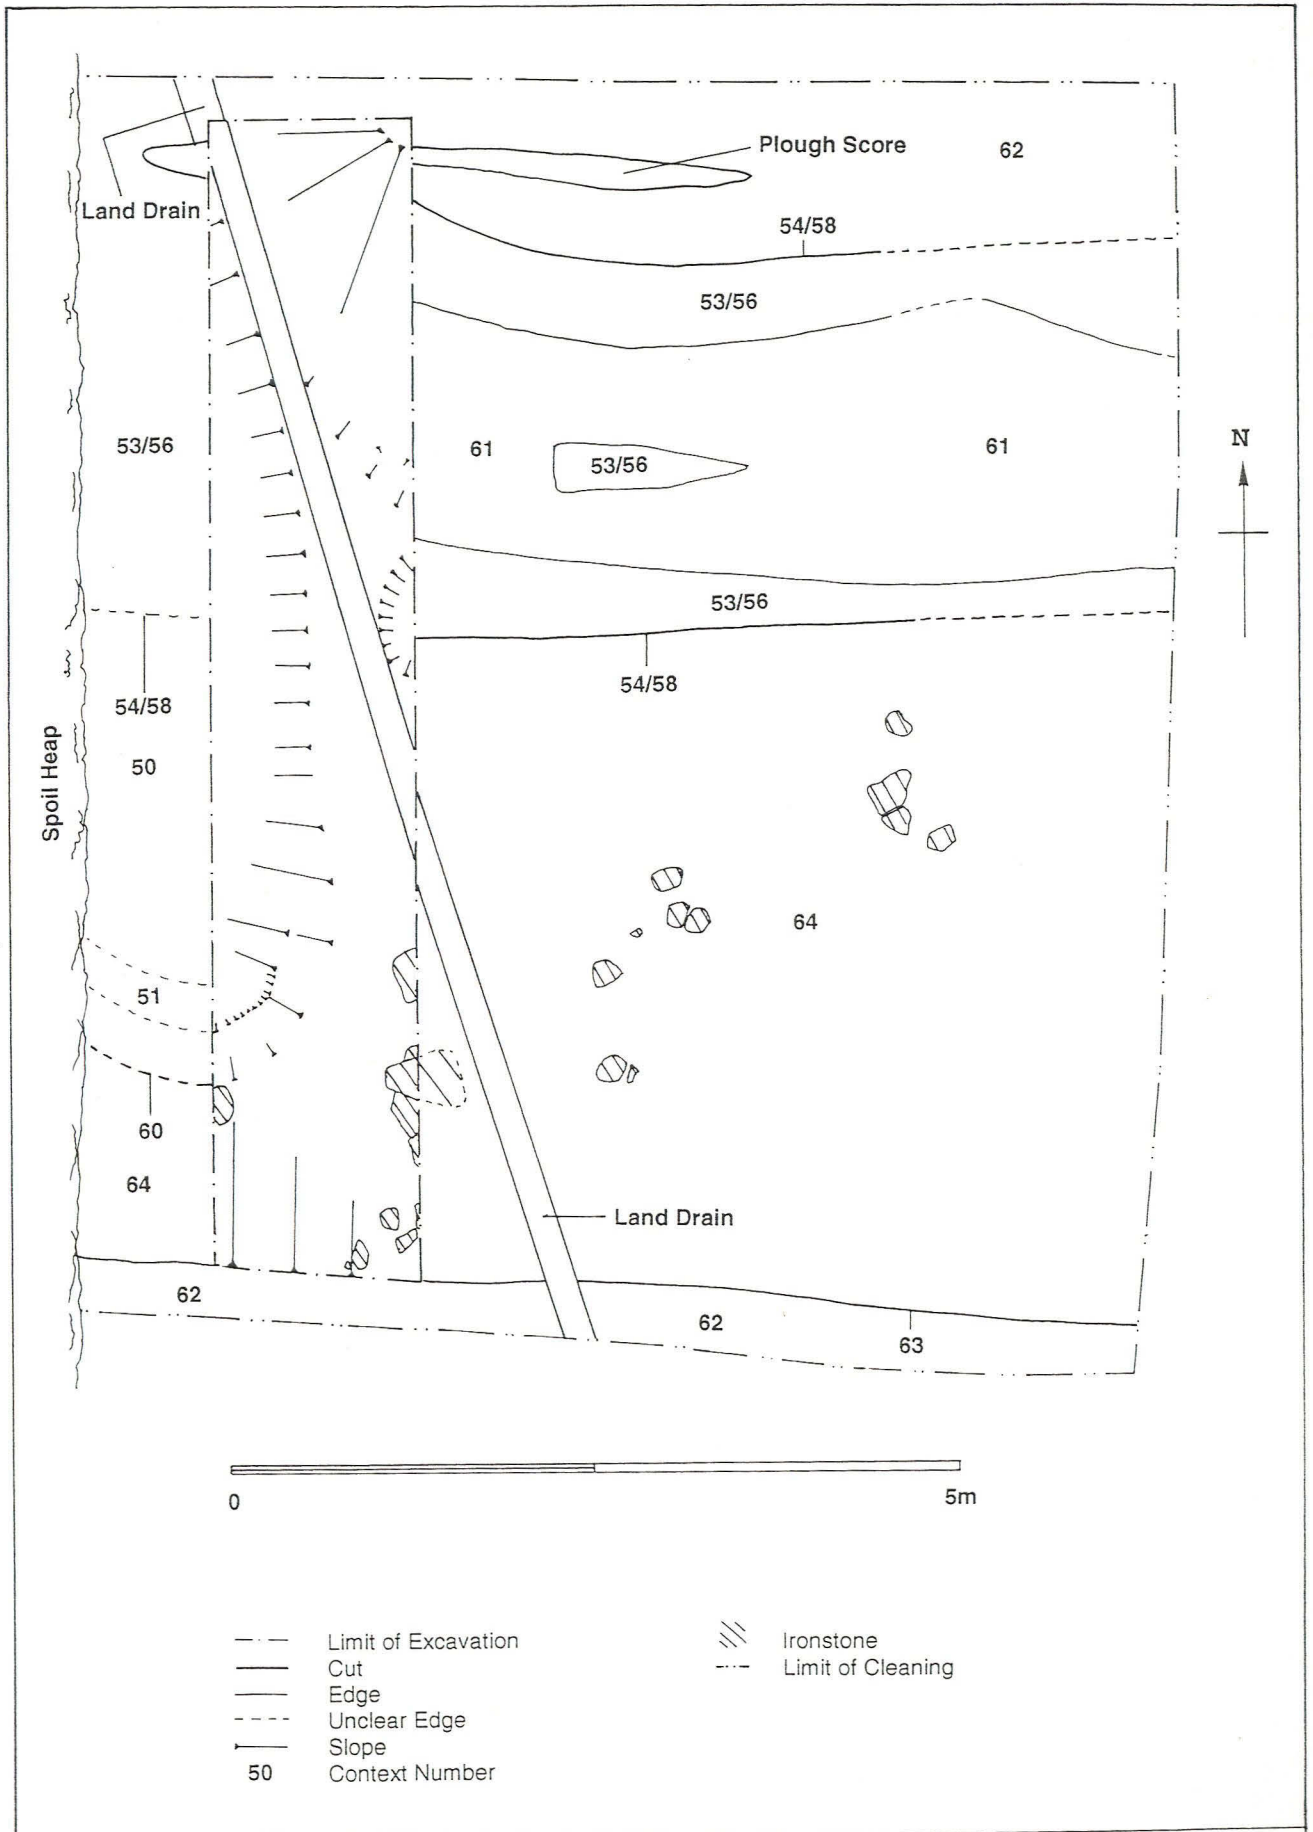 Plough Score
62
Land Drain
54/58
53/56
N
53/56
61
53/56
61
53/56
54/58
54/58
50
Spoil Heap
64
51
60
64
Land Drain
62
62
63
0
5m
Limit of Excavation
Cut
Edge
Unclear Edge
Slope
50 Context Number
Ironstone
Limit of Cleaning